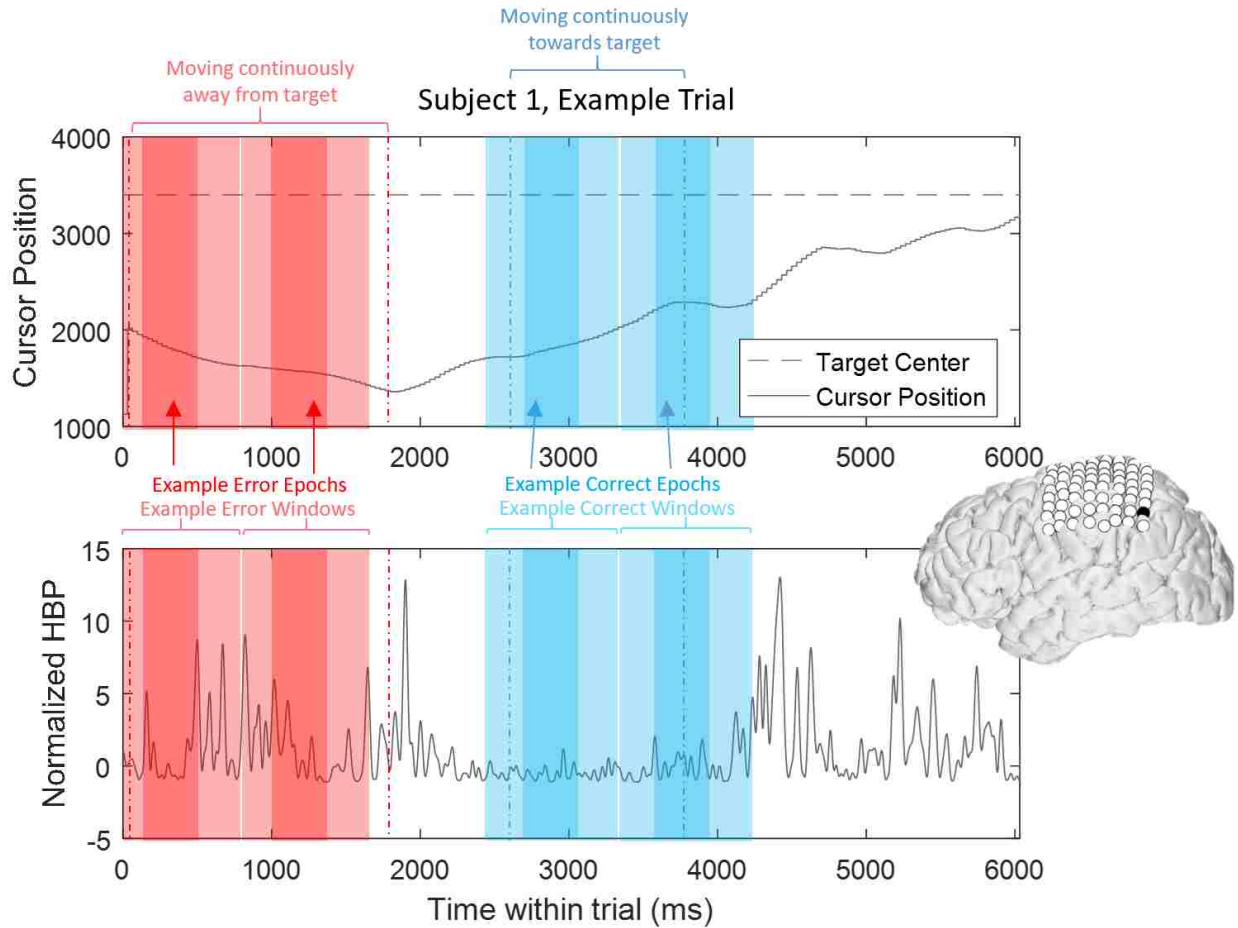 Moving continuously
towards target
Moving continuously
away from target
Subject 1, Example Trial
4000
3000
2000
1000
Cursor Position
Target Center
Cursor Position
0
1000
2000
3000
4000
5000
6000
Example Error Epochs
Example Error Windows
Example Correct Epochs
Example Correct Windows
15
10
5
0
-5
Normalized HBP
0
1000
2000
3000
4000
5000
6000
Time within trial (ms)